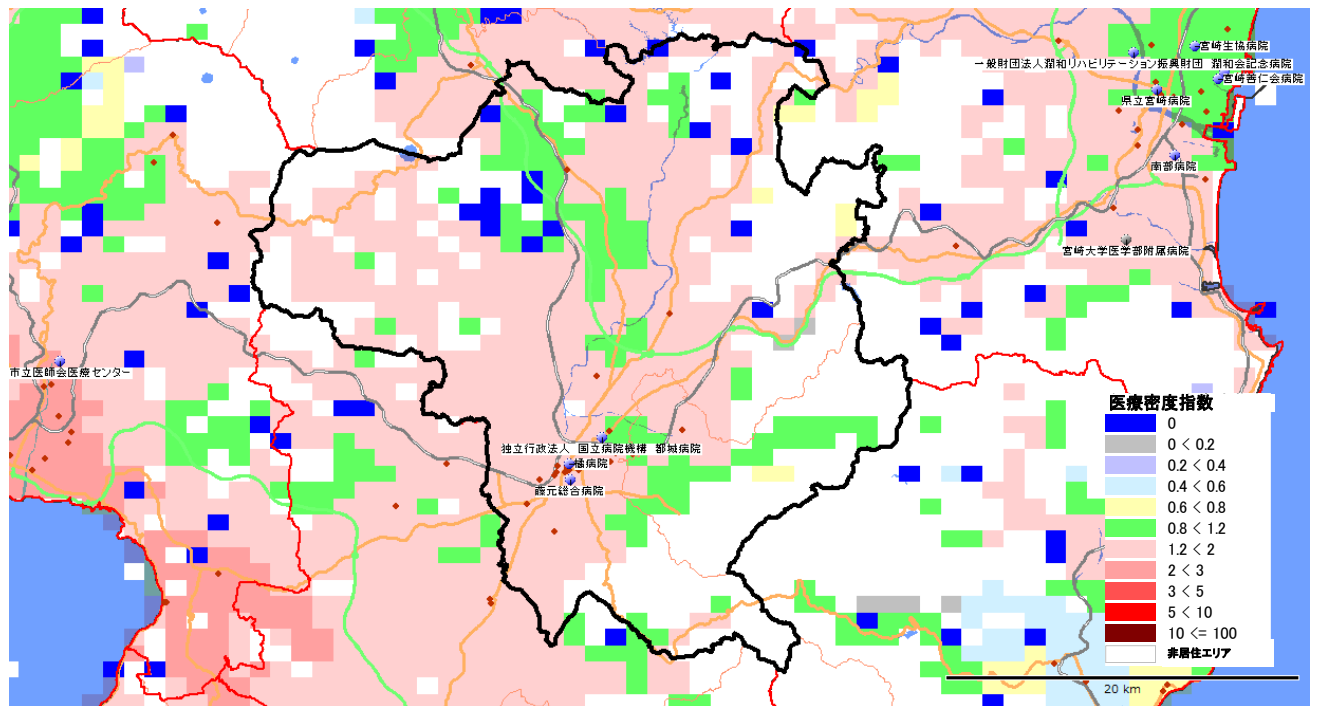 宮崎生協病院
一般財団法人潤和リハビリテーション振興財団 潤和会記念病院
宮崎善仁会病院
県立宮崎病院
南部病院
宮崎大学医学部附属病院
市立医師会医療センター
独立行政法人 国立病院機構 都城病院
橘病院
藤元総合病院
医療密度指数
0
0 < 0.2
0.2 < 0.4
0.4 < 0.6
0.6 < 0.8
0.8 < 1.2
1.2 < 2
2 < 3
3 < 5
5 < 10
10 <= 100
非居住エリア
20 km